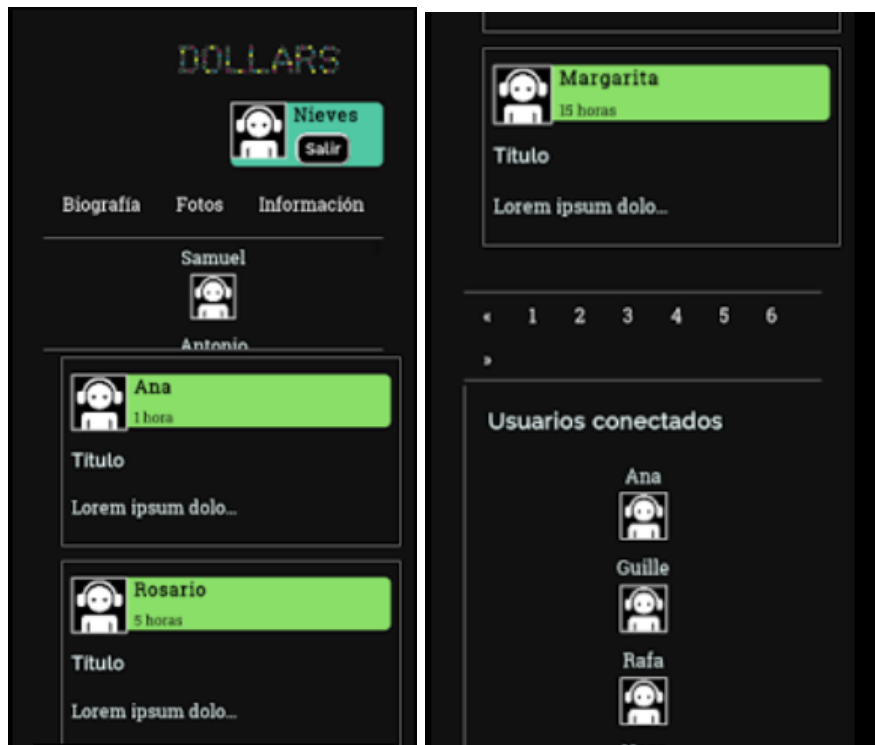 DOLLARS
Nieves
Salir
Biografía Fotos Información
Samuel
Antonio
Ana
1 hora
Título
Lorem ipsum dolo...
Rosario
5 horas
Título
Lorem ipsum dolo...
Margarita
15 horas
Título
Lorem ipsum dolo...
« 1 2 3 4 5 6
»
Usuarios conectados
Ana
Guille
Rafa